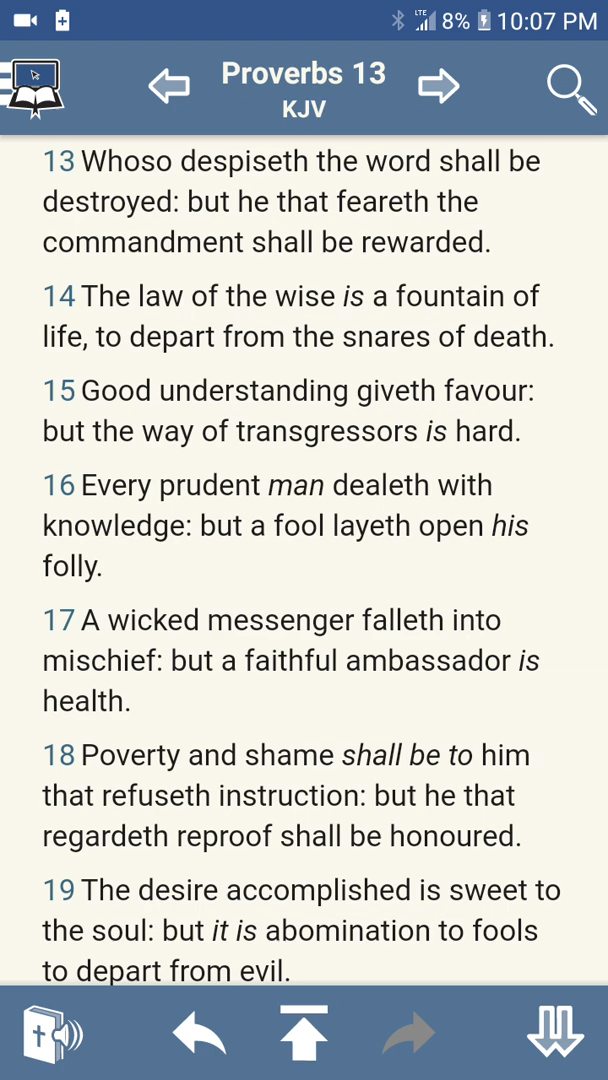 LTE 8% 10:07 PM
Proverbs 13
KJV
13 Whoso despiseth the word shall be
destroyed: but he that feareth the
commandment shall be rewarded.
14 The law of the wise is a fountain of
life, to depart from the snares of death.
15 Good understanding giveth favour:
but the way of transgressors is hard.
16 Every prudent man dealeth with
knowledge: but a fool layeth open his
folly.
17 A wicked messenger falleth into
mischief: but a faithful ambassador is
health.
18 Poverty and shame shall be to him
that refuseth instruction: but he that
regardeth reproof shall be honoured.
19 The desire accomplished is sweet to
the soul: but it is abomination to fools
to depart from evil.